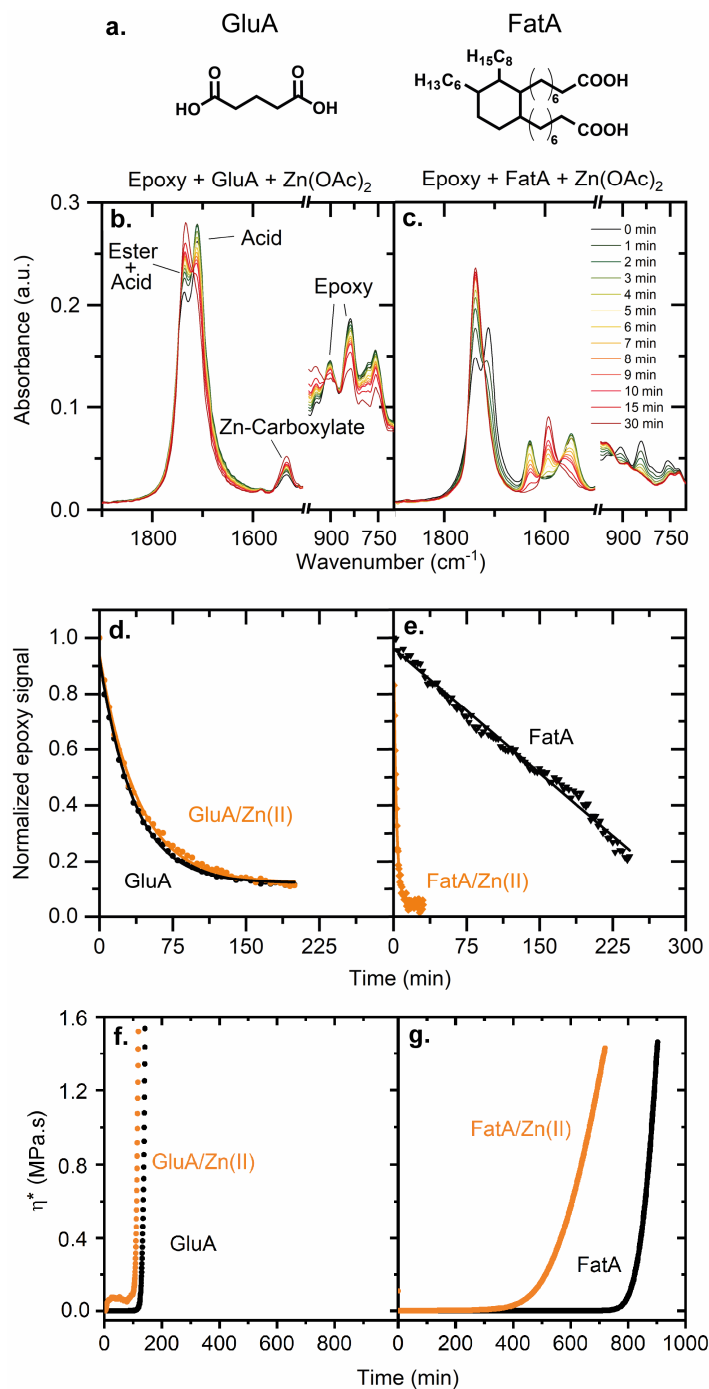 a.
GluA
FatA
O
O
HO
OH
H₁₅C₈
H₁₃C₆
6
COOH
6
COOH
Epoxy + GluA + Zn(OAc)₂
Epoxy + FatA + Zn(OAc)₂
b.
c.
Ester
+
Acid
Acid
Epoxy
Zn-Carboxylate
0 min
1 min
2 min
3 min
4 min
5 min
6 min
7 min
8 min
9 min
10 min
15 min
30 min
0.3
0.2
0.1
0.0
Absorbance (a.u.)
1800
1600
900
750
1800
1600
900
750
Wavenumber (cm⁻¹)
d.
e.
GluA/Zn(II)
GluA
FatA
FatA/Zn(II)
1.0
0.8
0.6
0.4
0.2
0.0
Normalized epoxy signal
0
75
150
225
0
75
150
225
300
Time (min)
f.
g.
GluA/Zn(II)
GluA
FatA/Zn(II)
FatA
1.6
1.2
0.8
0.4
0.0
η* (MPa.s)
0
200
400
600
800
0
200
400
600
800
1000
Time (min)